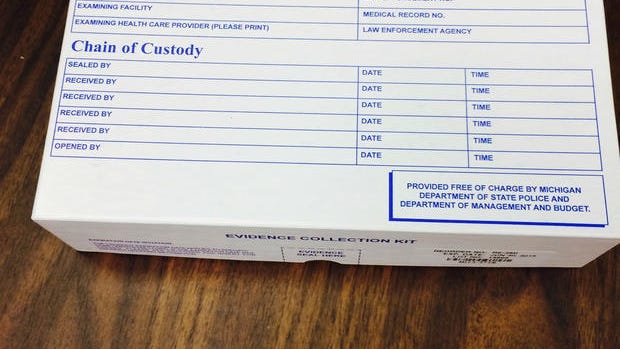 EXAMINING FACILITY
MEDICAL RECORD NO.
EXAMINING HEALTH CARE PROVIDER (PLEASE PRINT)
LAW ENFORCEMENT AGENCY
Chain of Custody
SEALED BY DATE TIME
RECEIVED BY DATE TIME
RECEIVED BY DATE TIME
RECEIVED BY DATE TIME
RECEIVED BY DATE TIME
OPENED BY DATE TIME
PROVIDED FREE OF CHARGE BY MICHIGAN
DEPARTMENT OF STATE POLICE AND
DEPARTMENT OF MANAGEMENT AND BUDGET.
EVIDENCE COLLECTION KIT
EVIDENCE
SEAL HERE